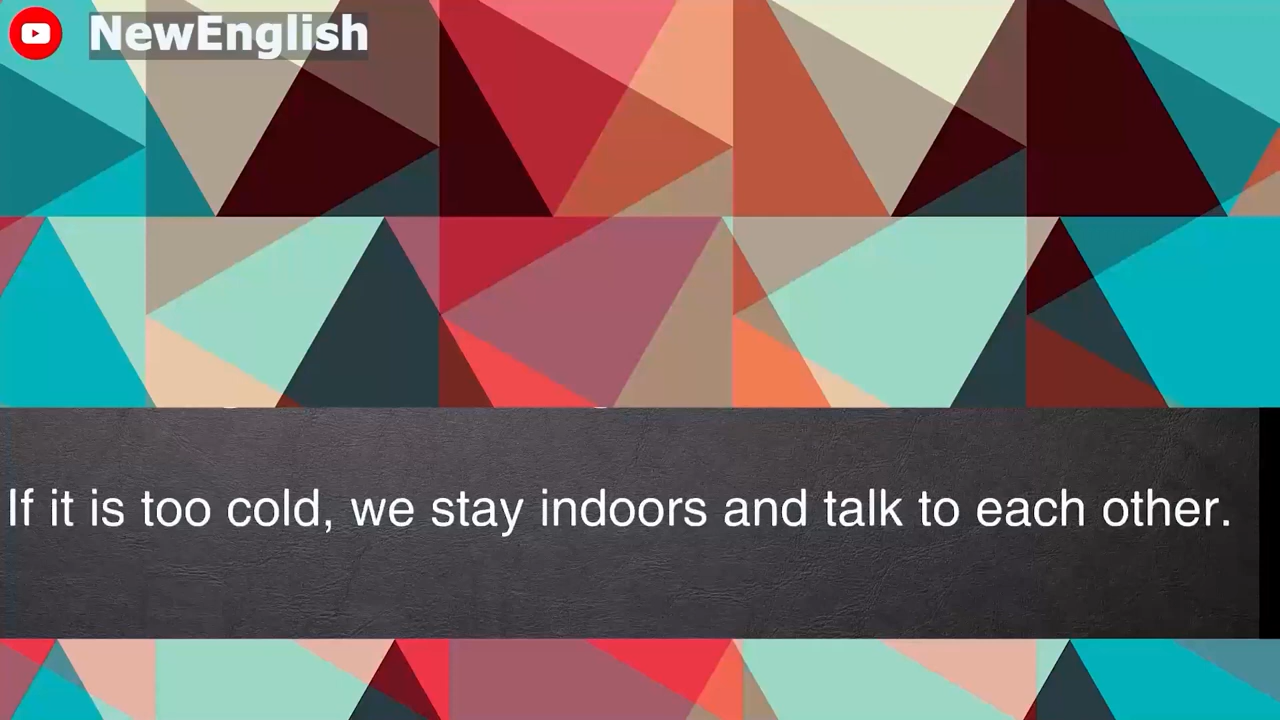 NewEnglish
If it is too cold, we stay indoors and talk to each other.